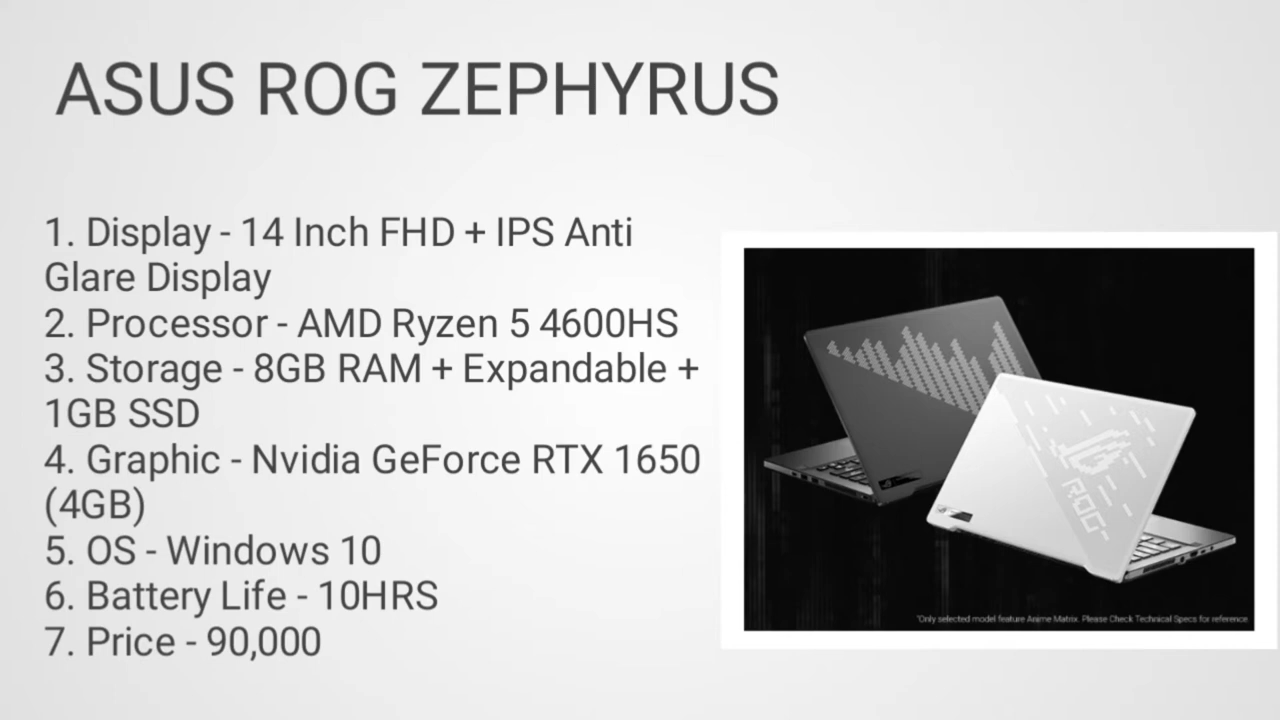 ASUS ROG ZEPHYRUS
1. Display - 14 Inch FHD + IPS Anti
Glare Display
2. Processor - AMD Ryzen 5 4600HS
3. Storage - 8GB RAM + Expandable +
1GB SSD
4. Graphic - Nvidia GeForce RTX 1650
(4GB)
5. OS - Windows 10
6. Battery Life - 10HRS
7. Price - 90,000
ROG
*Only selected model feature Anime Matrix. Please Check Technical Specs for reference